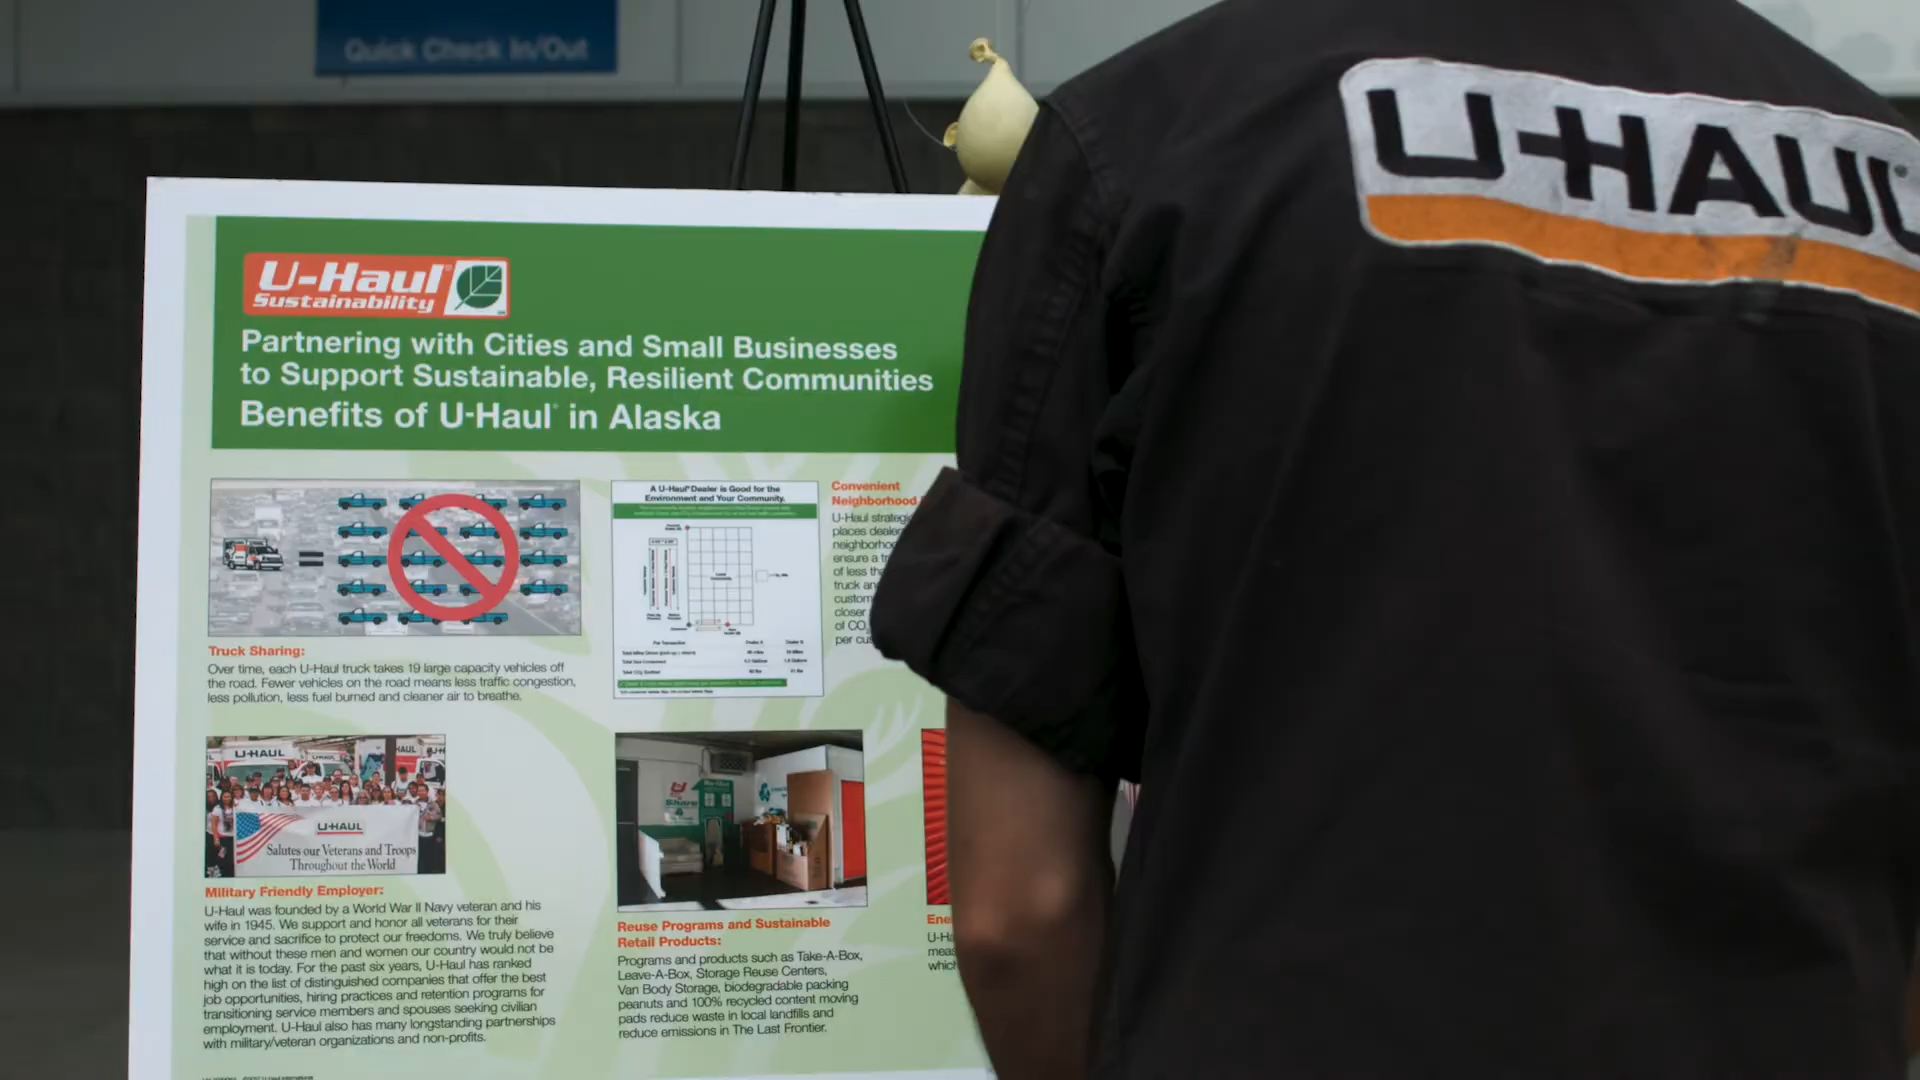 Quick Check In/Out
U-HAUL
U-Haul
Sustainability
Partnering with Cities and Small Businesses
to Support Sustainable, Resilient Communities
Benefits of U-Haul® in Alaska
A U-Haul® Dealer is Good for the
Environment and Your Community.
Convenient
Neighborhood
U-Haul strategi
places dealer
neighborhoo
ensure a tr
of less tha
truck an
custom
closer
of CO
per cus
Truck Sharing:
Over time, each U-Haul truck takes 19 large capacity vehicles off
the road. Fewer vehicles on the road means less traffic congestion,
less pollution, less fuel burned and cleaner air to breathe.
U-HAUL
U-HAUL
HAUL
U-HAUL
Salutes our Veterans and Troops
Throughout the World
Military Friendly Employer:
U-Haul was founded by a World War II Navy veteran and his
wife in 1945. We support and honor all veterans for their
service and sacrifice to protect our freedoms. We truly believe
that without these men and women our country would not be
what it is today. For the past six years, U-Haul has ranked
high on the list of distinguished companies that offer the best
job opportunities, hiring practices and retention programs for
transitioning service members and spouses seeking civilian
employment. U-Haul also has many longstanding partnerships
with military/veteran organizations and non-profits.
U
Share
Reuse Programs and Sustainable
Retail Products:
Programs and products such as Take-A-Box,
Leave-A-Box, Storage Reuse Centers,
Van Body Storage, biodegradable packing
peanuts and 100% recycled content moving
pads reduce waste in local landfills and
reduce emissions in The Last Frontier.
Ene
U-Ha
meas
which